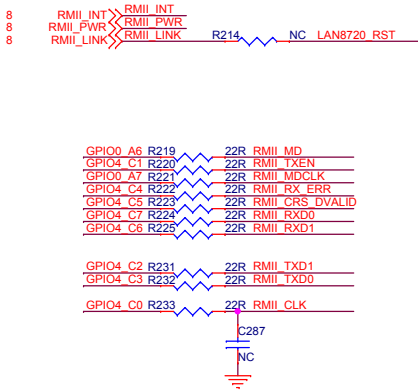 8 RMII_INT RMII_INT
8 RMII_PWR RMII_PWR
8 RMII_LINK RMII_LINK R214 NC LAN8720_RST
GPIO0_A6 R219 22R RMII_MD
GPIO4_C1 R220 22R RMII_TXEN
GPIO0_A7 R221 22R RMII_MDCLK
GPIO4_C4 R222 22R RMII_RX_ERR
GPIO4_C5 R223 22R RMII_CRS_DVALID
GPIO4_C7 R224 22R RMII_RXD0
GPIO4_C6 R225 22R RMII_RXD1
GPIO4_C2 R231 22R RMII_TXD1
GPIO4_C3 R232 22R RMII_TXD0
GPIO4_C0 R233 22R RMII_CLK
C287
NC